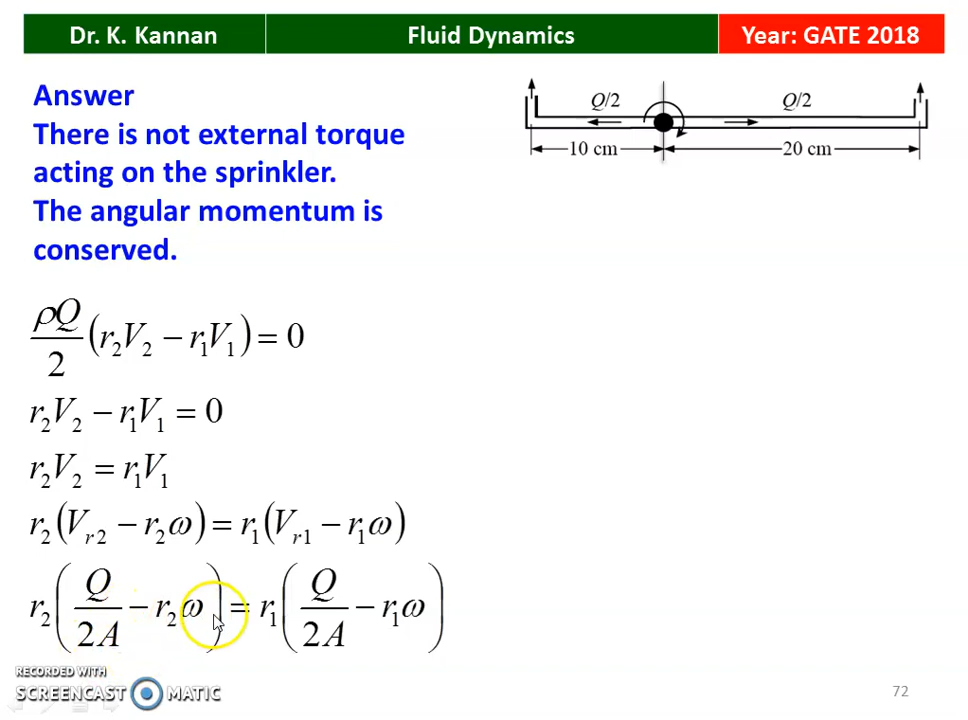 Dr. K. Kannan
Fluid Dynamics
Year: GATE 2018
Answer
There is not external torque
acting on the sprinkler.
The angular momentum is
conserved.
Q/2
Q/2
10 cm
20 cm
ρQ/2 (r₂V₂ − r₁V₁) = 0
r₂V₂ − r₁V₁ = 0
r₂V₂ = r₁V₁
r₂(Vᵣ₂ − r₂ω) = r₁(Vᵣ₁ − r₁ω)
r₂(Q/2A − r₂ω) = r₁(Q/2A − r₁ω)
RECORDED WITH
SCREENCAST MATIC
72